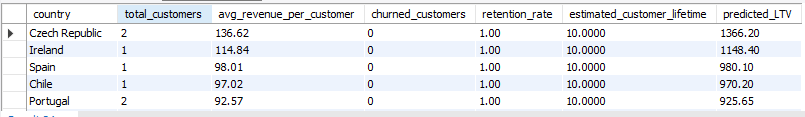 country total_customers avg_revenue_per_customer churned_customers retention_rate estimated_customer_lifetime predicted_LTV
Czech Republic 2 136.62 0 1.00 10.0000 1366.20
Ireland 1 114.84 0 1.00 10.0000 1148.40
Spain 1 98.01 0 1.00 10.0000 980.10
Chile 1 97.02 0 1.00 10.0000 970.20
Portugal 2 92.57 0 1.00 10.0000 925.65